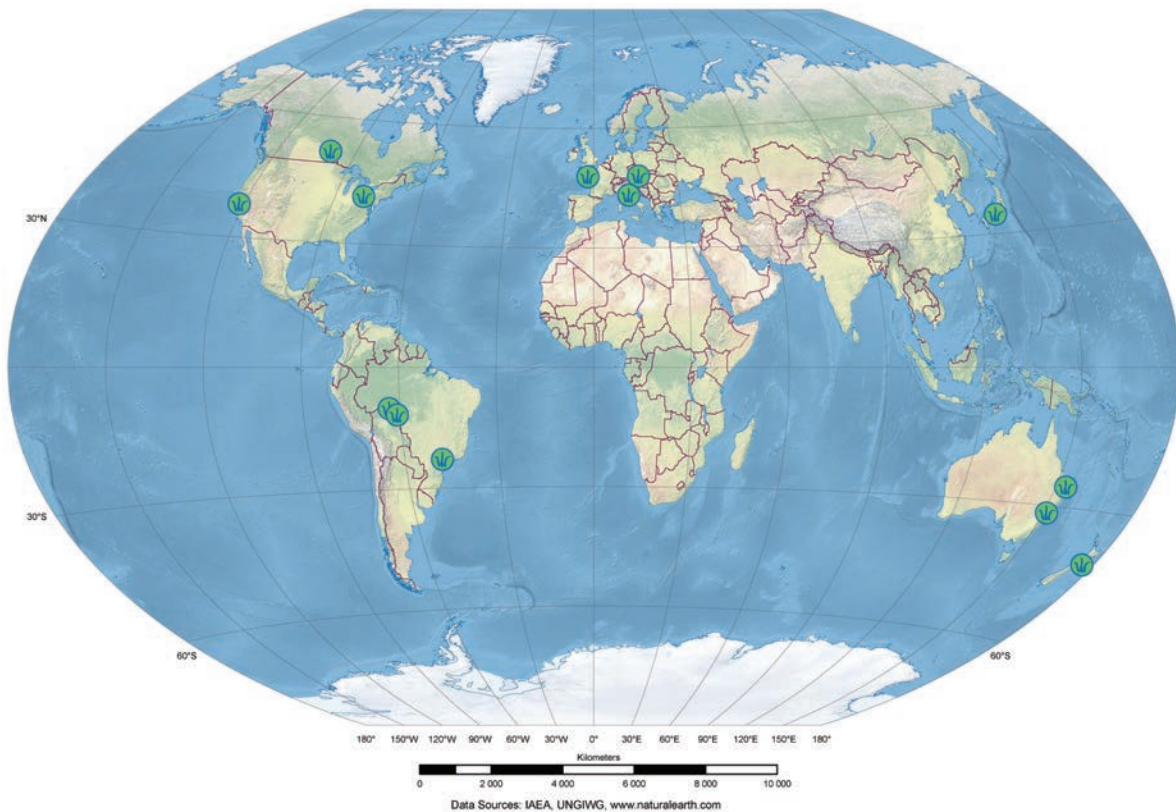 30°N
30°S
60°S 60°S
180° 150°W 120°W 90°W 60°W 30°W 0° 30°E 60°E 90°E 120°E 150°E 180°
Kilometers
0 2 000 4 000 6 000 8 000 10 000
Data Sources: IAEA, UNGIWG, www.naturalearth.com